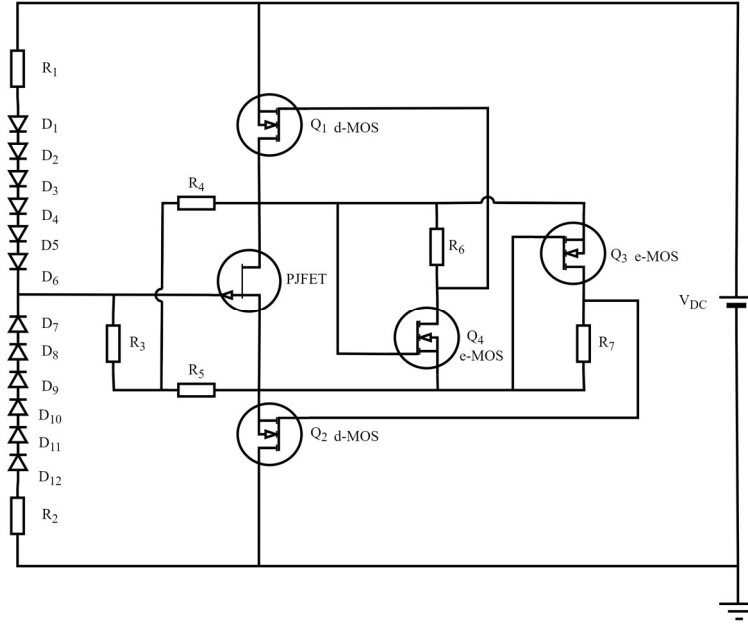 R1
D1
Q1 d-MOS
D2
D3
R4
D4
D5
R6
Q3 e-MOS
D6
PJFET
VDC
D7
R3
Q4
e-MOS
R7
D8
R5
D9
D10
Q2 d-MOS
D11
D12
R2